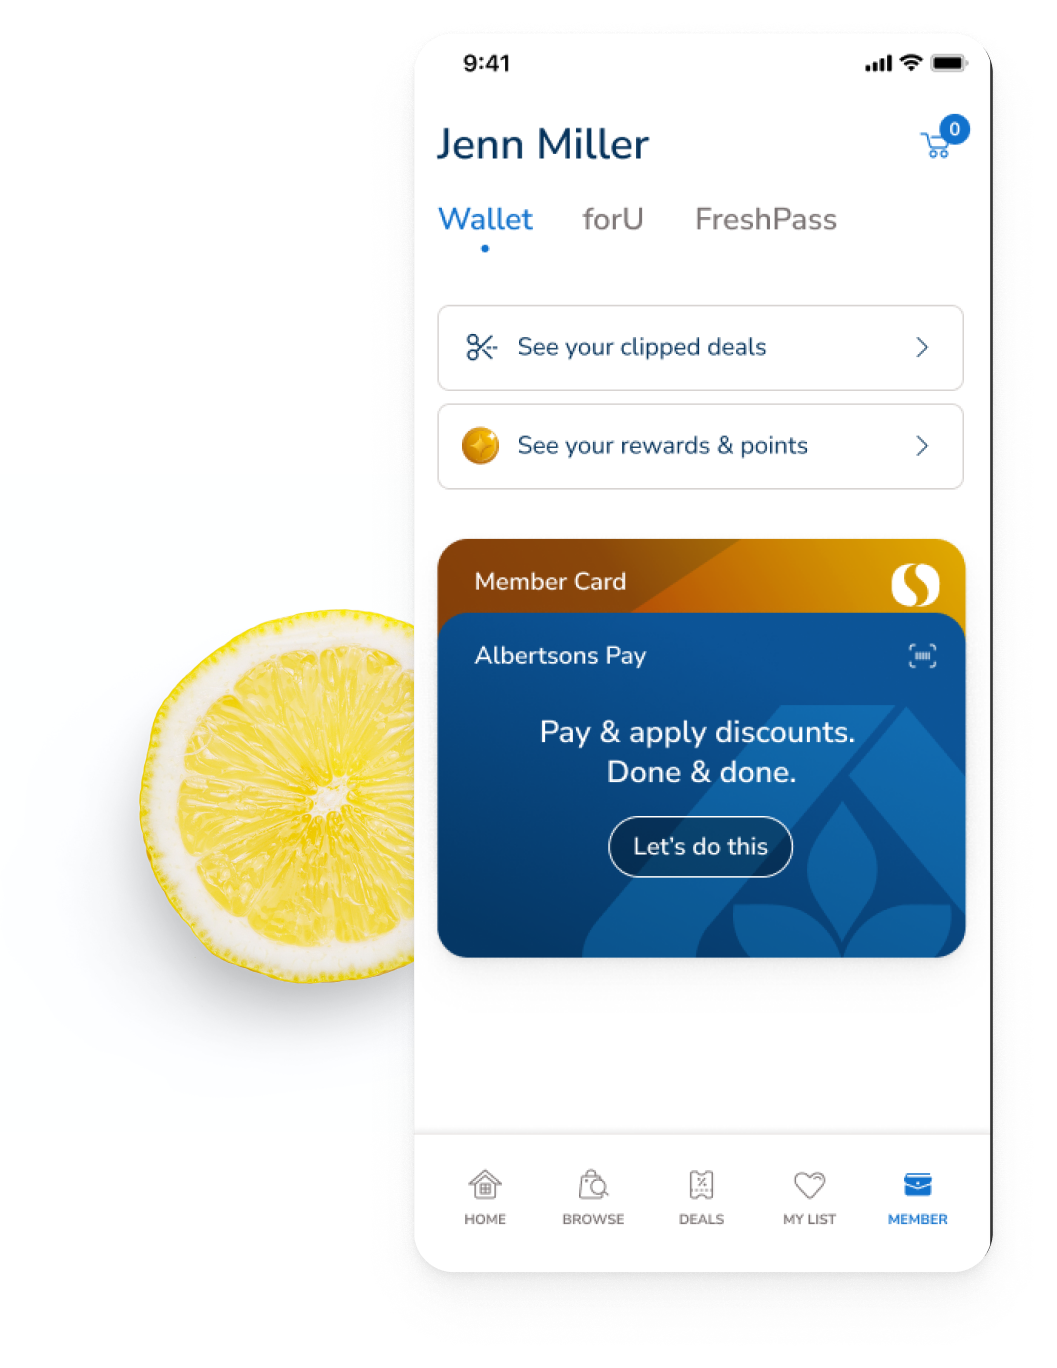 9:41
Jenn Miller
0
Wallet forU FreshPass
See your clipped deals
See your rewards & points
Member Card
Albertsons Pay
Pay & apply discounts.
Done & done.
Let's do this
HOME BROWSE DEALS MY LIST MEMBER